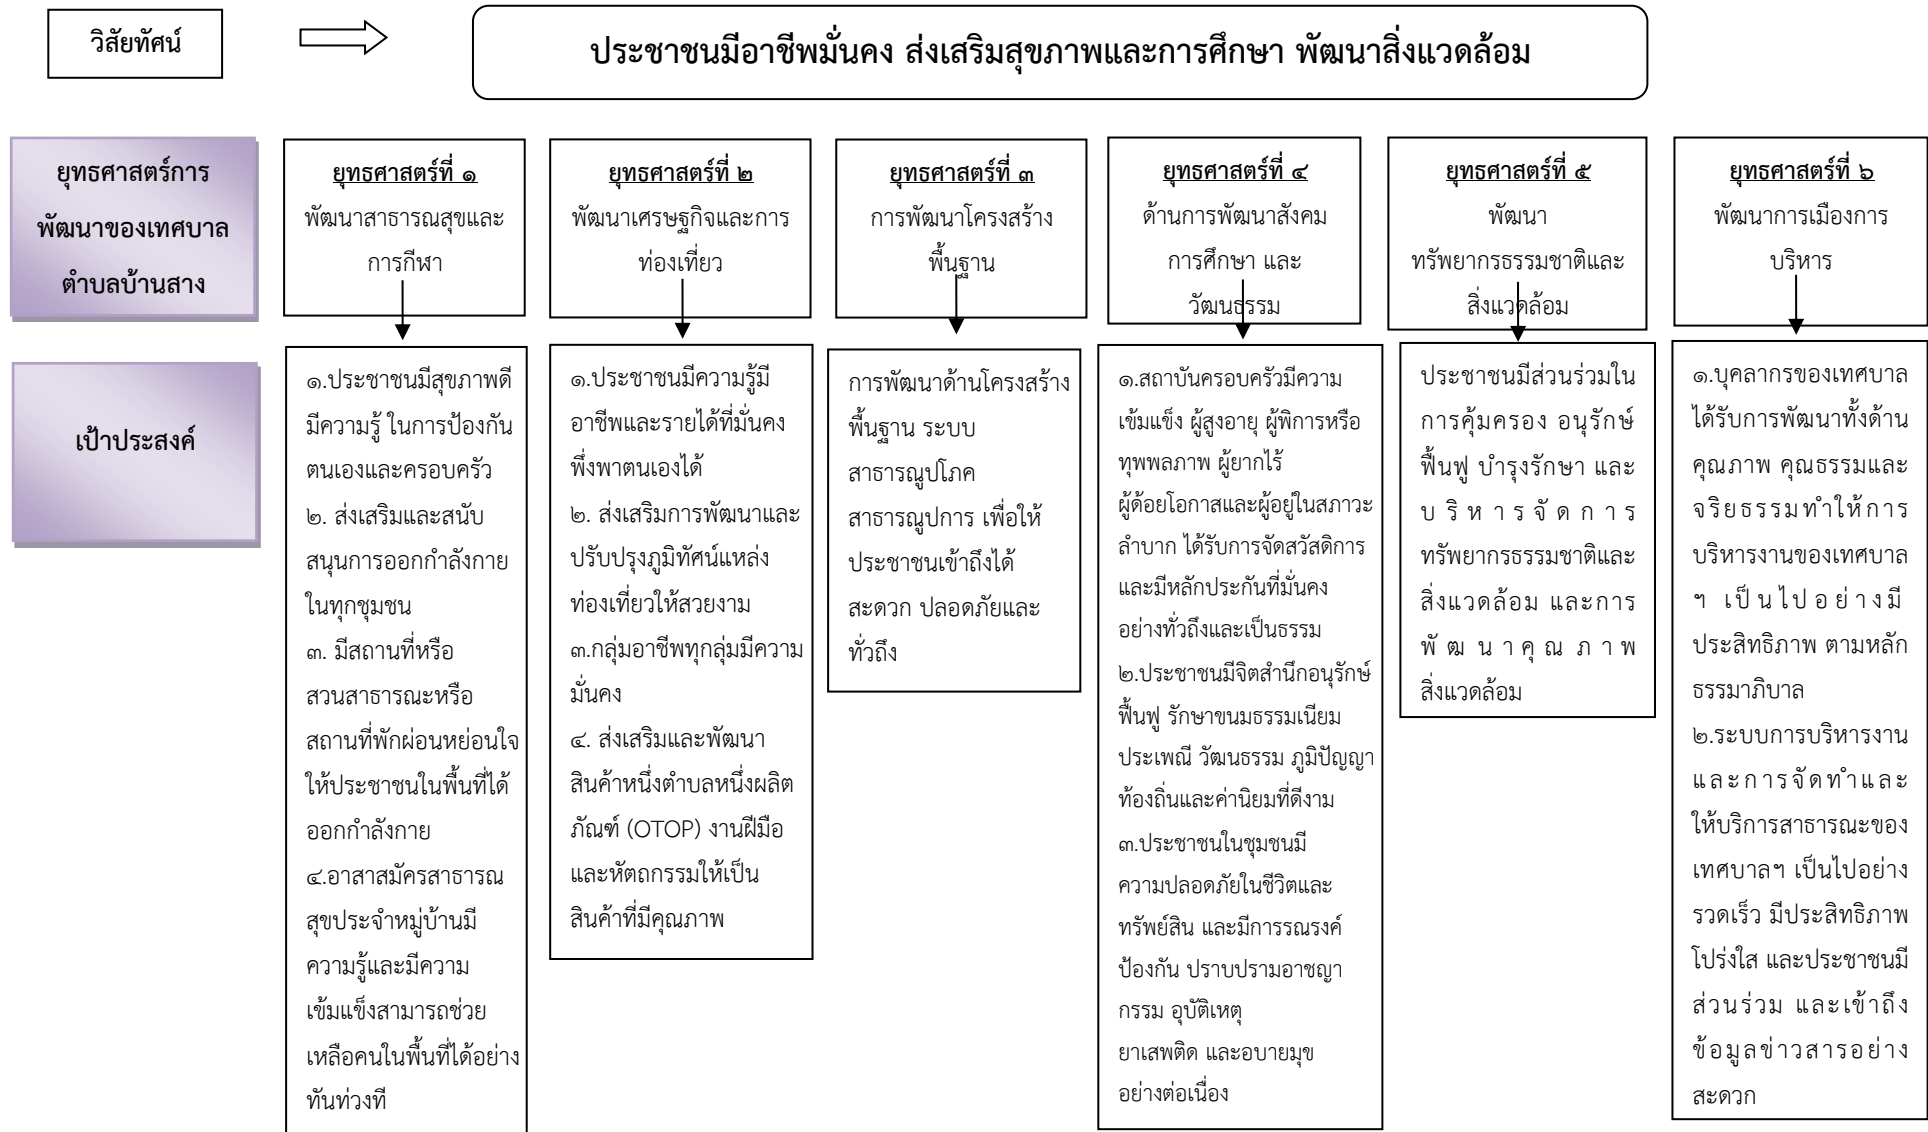 วิสัยทัศน์
ประชาชนมีอาชีพมั่นคง ส่งเสริมสุขภาพและการศึกษา พัฒนาสิ่งแวดล้อม
ยุทธศาสตร์การ
พัฒนาของเทศบาล
ตำบลบ้านสาง
ยุทธศาสตร์ที่ ๑
พัฒนาสาธารณสุขและ
การกีฬา
ยุทธศาสตร์ที่ ๒
พัฒนาเศรษฐกิจและการ
ท่องเที่ยว
ยุทธศาสตร์ที่ ๓
การพัฒนาโครงสร้าง
พื้นฐาน
ยุทธศาสตร์ที่ ๔
ด้านการพัฒนาสังคม
การศึกษา และ
วัฒนธรรม
ยุทธศาสตร์ที่ ๕
พัฒนา
ทรัพยากรธรรมชาติและ
สิ่งแวดล้อม
ยุทธศาสตร์ที่ ๖
พัฒนาการเมืองการ
บริหาร
เป้าประสงค์
๑.ประชาชนมีสุขภาพดี
มีความรู้ ในการป้องกัน
ตนเองและครอบครัว
๒. ส่งเสริมและสนับ
สนุนการออกกำลังกาย
ในทุกชุมชน
๓. มีสถานที่หรือ
สวนสาธารณะหรือ
สถานที่พักผ่อนหย่อนใจ
ให้ประชาชนในพื้นที่ได้
ออกกำลังกาย
๔.อาสาสมัครสาธารณ
สุขประจำหมู่บ้านมี
ความรู้และมีความ
เข้มแข็งสามารถช่วย
เหลือคนในพื้นที่ได้อย่าง
ทันท่วงที
๑.ประชาชนมีความรู้มี
อาชีพและรายได้ที่มั่นคง
พึ่งพาตนเองได้
๒. ส่งเสริมการพัฒนาและ
ปรับปรุงภูมิทัศน์แหล่ง
ท่องเที่ยวให้สวยงาม
๓.กลุ่มอาชีพทุกลุ่มมีความ
มั่นคง
๔. ส่งเสริมและพัฒนา
สินค้าหนึ่งตำบลหนึ่งผลิต
ภัณฑ์ (OTOP) งานฝีมือ
และหัตถกรรมให้เป็น
สินค้าที่มีคุณภาพ
การพัฒนาด้านโครงสร้าง
พื้นฐาน ระบบ
สาธารณูปโภค
สาธารณูปการ เพื่อให้
ประชาชนเข้าถึงได้
สะดวก ปลอดภัยและ
ทั่วถึง
๑.สถาบันครอบครัวมีความ
เข้มแข็ง ผู้สูงอายุ ผู้พิการหรือ
ทุพพลภาพ ผู้ยากไร้
ผู้ด้อยโอกาสและผู้อยู่ในสภาวะ
ลำบาก ได้รับการจัดสวัสดิการ
และมีหลักประกันที่มั่นคง
อย่างทั่วถึงและเป็นธรรม
๒.ประชาชนมีจิตสำนึกอนุรักษ์
ฟื้นฟู รักษาขนมธรรมเนียม
ประเพณี วัฒนธรรม ภูมิปัญญา
ท้องถิ่นและค่านิยมที่ดีงาม
๓.ประชาชนในชุมชนมี
ความปลอดภัยในชีวิตและ
ทรัพย์สิน และมีการรณรงค์
ป้องกัน ปราบปรามอาชญา
กรรม อุบัติเหตุ
ยาเสพติด และอบายมุข
อย่างต่อเนื่อง
ประชาชนมีส่วนร่วมใน
การคุ้มครอง อนุรักษ์
ฟื้นฟู บำรุงรักษา และ
บริหารจัดการ
ทรัพยากรธรรมชาติและ
สิ่งแวดล้อม และการ
พัฒนาคุณภาพ
สิ่งแวดล้อม
๑.บุคลากรของเทศบาล
ได้รับการพัฒนาทั้งด้าน
คุณภาพ คุณธรรมและ
จริยธรรมทำให้การ
บริหารงานของเทศบาล
ฯ เป็นไปอย่างมี
ประสิทธิภาพ ตามหลัก
ธรรมาภิบาล
๒.ระบบการบริหารงาน
และการจัดทำและ
ให้บริการสาธารณะของ
เทศบาลฯ เป็นไปอย่าง
รวดเร็ว มีประสิทธิภาพ
โปร่งใส และประชาชนมี
ส่วนร่วม และเข้าถึง
ข้อมูลข่าวสารอย่าง
สะดวก